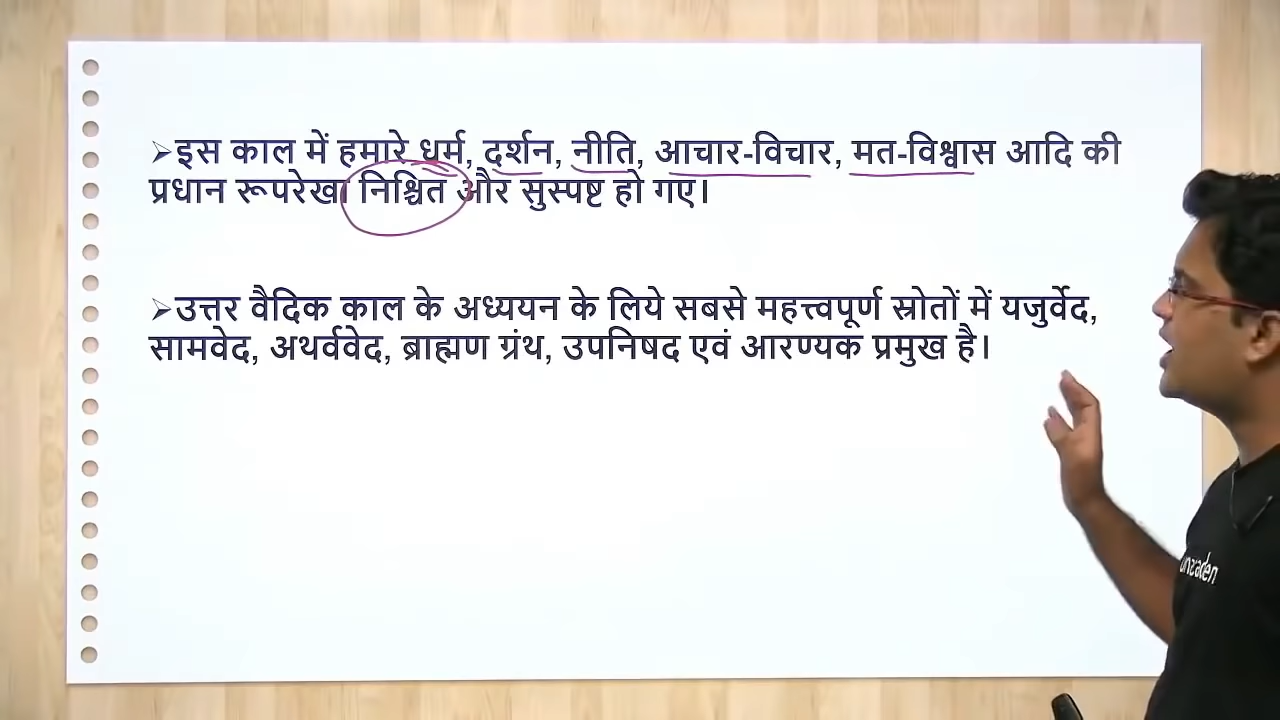 ➢इस काल में हमारे धर्म, दर्शन, नीति, आचार-विचार, मत-विश्वास आदि की
प्रधान रूपरेखा निश्चित और सुस्पष्ट हो गए।
➢उत्तर वैदिक काल के अध्ययन के लिये सबसे महत्त्वपूर्ण स्रोतों में यजुर्वेद,
सामवेद, अथर्ववेद, ब्राह्मण ग्रंथ, उपनिषद एवं आरण्यक प्रमुख है।